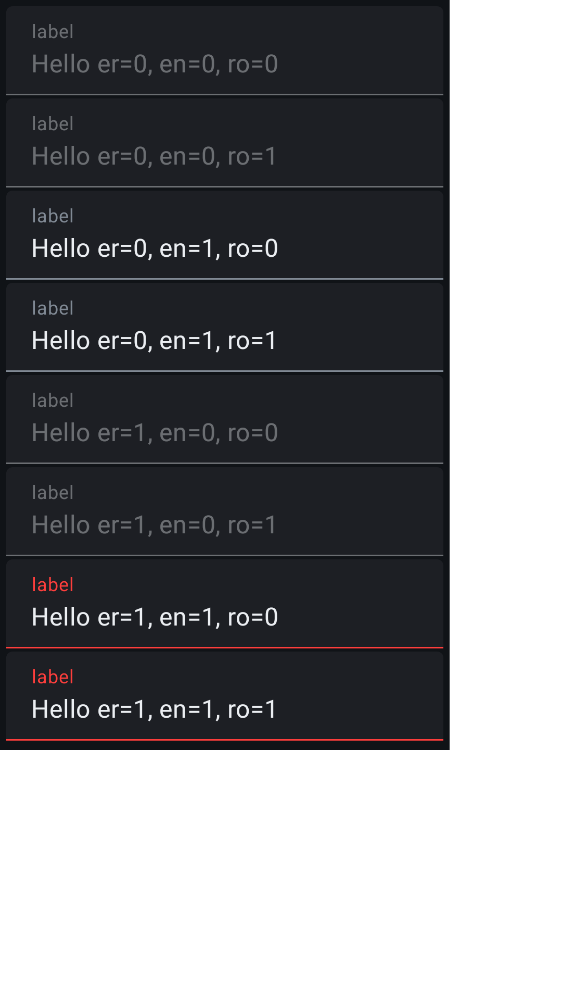 label
Hello er=0, en=0, ro=0
label
Hello er=0, en=0, ro=1
label
Hello er=0, en=1, ro=0
label
Hello er=0, en=1, ro=1
label
Hello er=1, en=0, ro=0
label
Hello er=1, en=0, ro=1
label
Hello er=1, en=1, ro=0
label
Hello er=1, en=1, ro=1